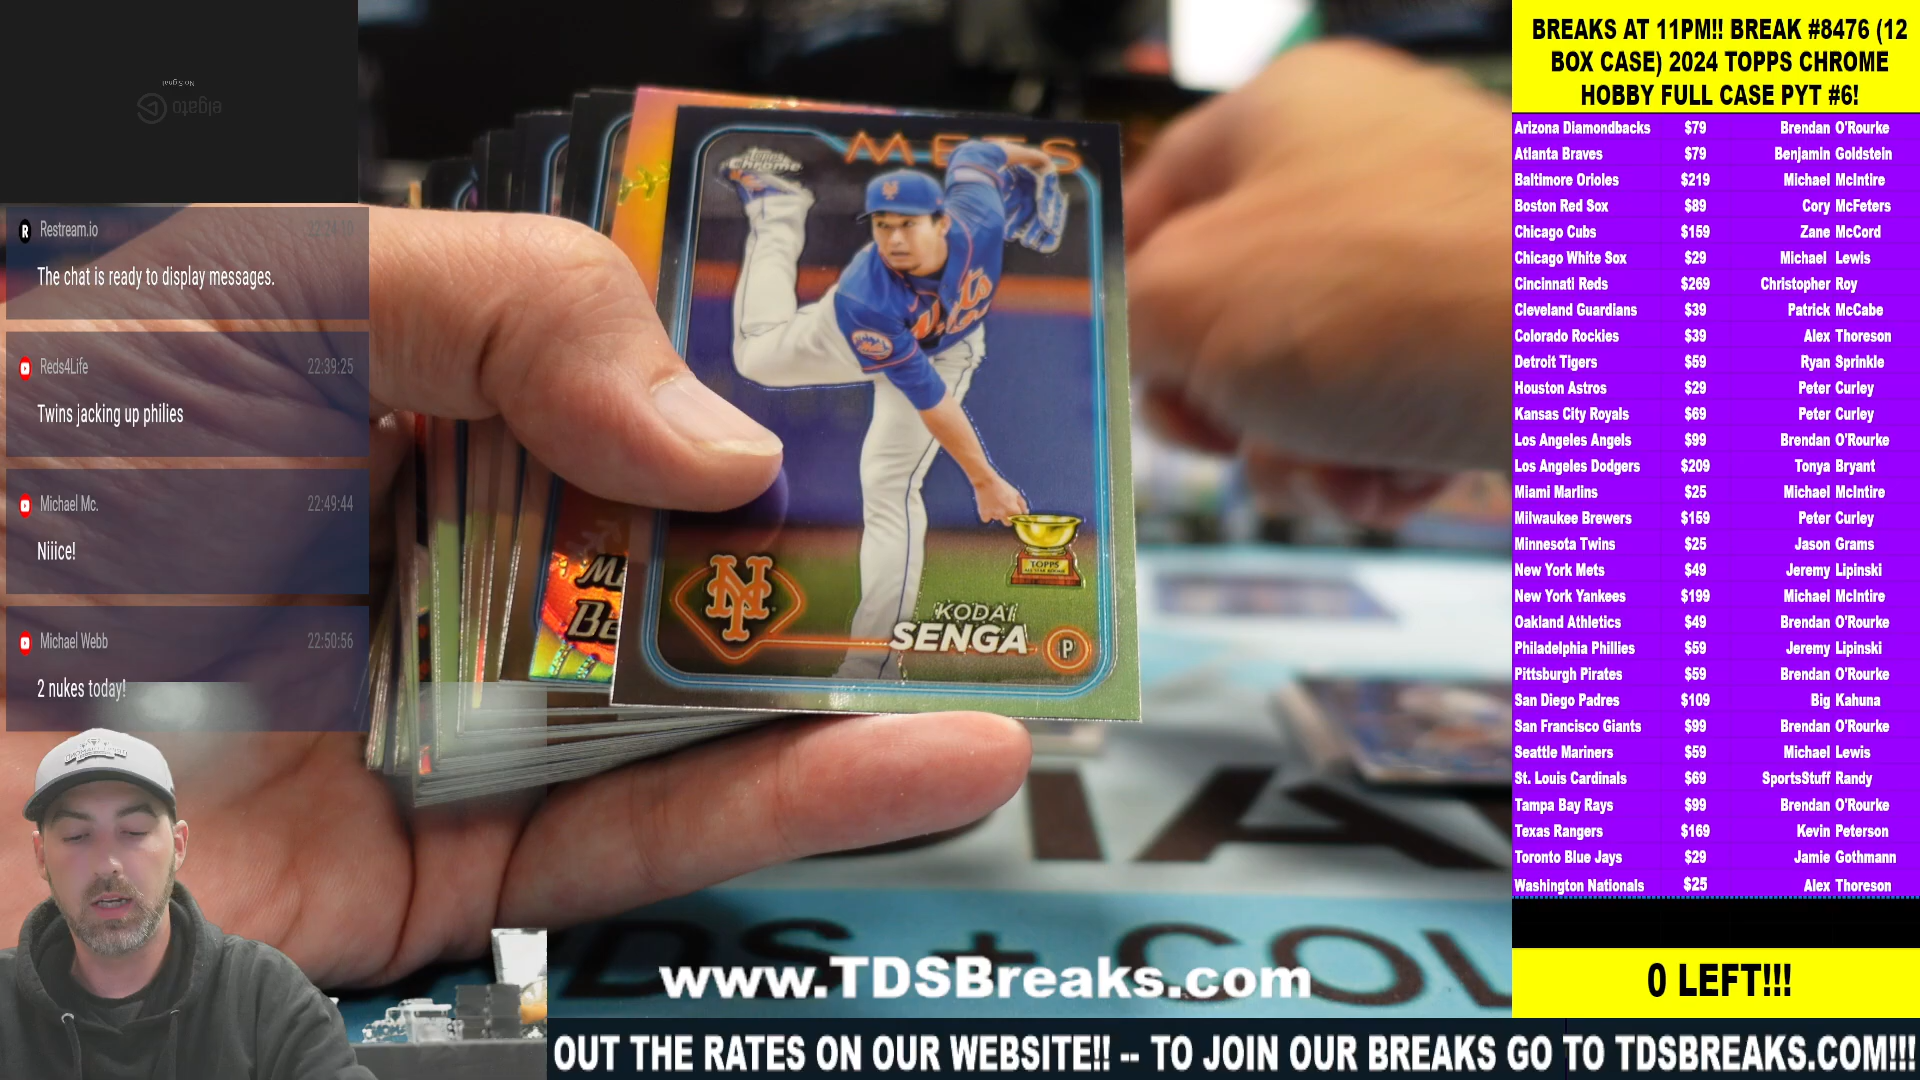 No Signal
elgato
Restream.io
22:24:10
The chat is ready to display messages.
Reds4Life
22:39:25
Twins jacking up philies
Michael Mc.
22:49:44
Niiice!
Michael Webb
22:50:56
2 nukes today!
METS
Topps Chrome
Mets
TOPPS
KODAI
SENGA
P
www.TDSBreaks.com
OUT THE RATES ON OUR WEBSITE!! -- TO JOIN OUR BREAKS GO TO TDSBREAKS.COM!!!
BREAKS AT 11PM!! BREAK #8476 (12
BOX CASE) 2024 TOPPS CHROME
HOBBY FULL CASE PYT #6!
Arizona Diamondbacks $79 Brendan O'Rourke
Atlanta Braves $79 Benjamin Goldstein
Baltimore Orioles $219 Michael McIntire
Boston Red Sox $89 Cory McFeters
Chicago Cubs $159 Zane McCord
Chicago White Sox $29 Michael Lewis
Cincinnati Reds $269 Christopher Roy
Cleveland Guardians $39 Patrick McCabe
Colorado Rockies $39 Alex Thoreson
Detroit Tigers $59 Ryan Sprinkle
Houston Astros $29 Peter Curley
Kansas City Royals $69 Peter Curley
Los Angeles Angels $99 Brendan O'Rourke
Los Angeles Dodgers $209 Tonya Bryant
Miami Marlins $25 Michael McIntire
Milwaukee Brewers $159 Peter Curley
Minnesota Twins $25 Jason Grams
New York Mets $49 Jeremy Lipinski
New York Yankees $199 Michael McIntire
Oakland Athletics $49 Brendan O'Rourke
Philadelphia Phillies $59 Jeremy Lipinski
Pittsburgh Pirates $59 Brendan O'Rourke
San Diego Padres $109 Big Kahuna
San Francisco Giants $99 Brendan O'Rourke
Seattle Mariners $59 Michael Lewis
St. Louis Cardinals $69 SportsStuff Randy
Tampa Bay Rays $99 Brendan O'Rourke
Texas Rangers $169 Kevin Peterson
Toronto Blue Jays $29 Jamie Gothmann
Washington Nationals $25 Alex Thoreson
0 LEFT!!!